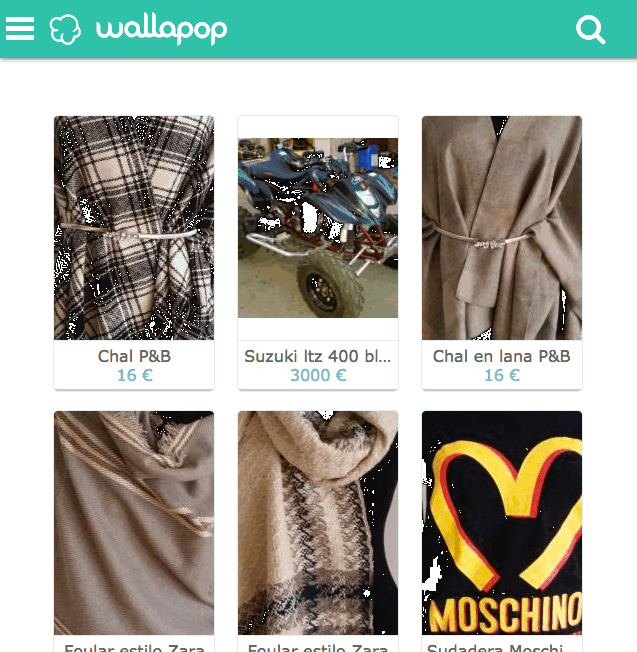 wallapop
Chal P&B
16 €
Suzuki ltz 400 bl...
3000 €
Chal en lana P&B
16 €
MOSCHINO
Foular estilo Zara
Foular estilo Zara
Sudadera Moschi...